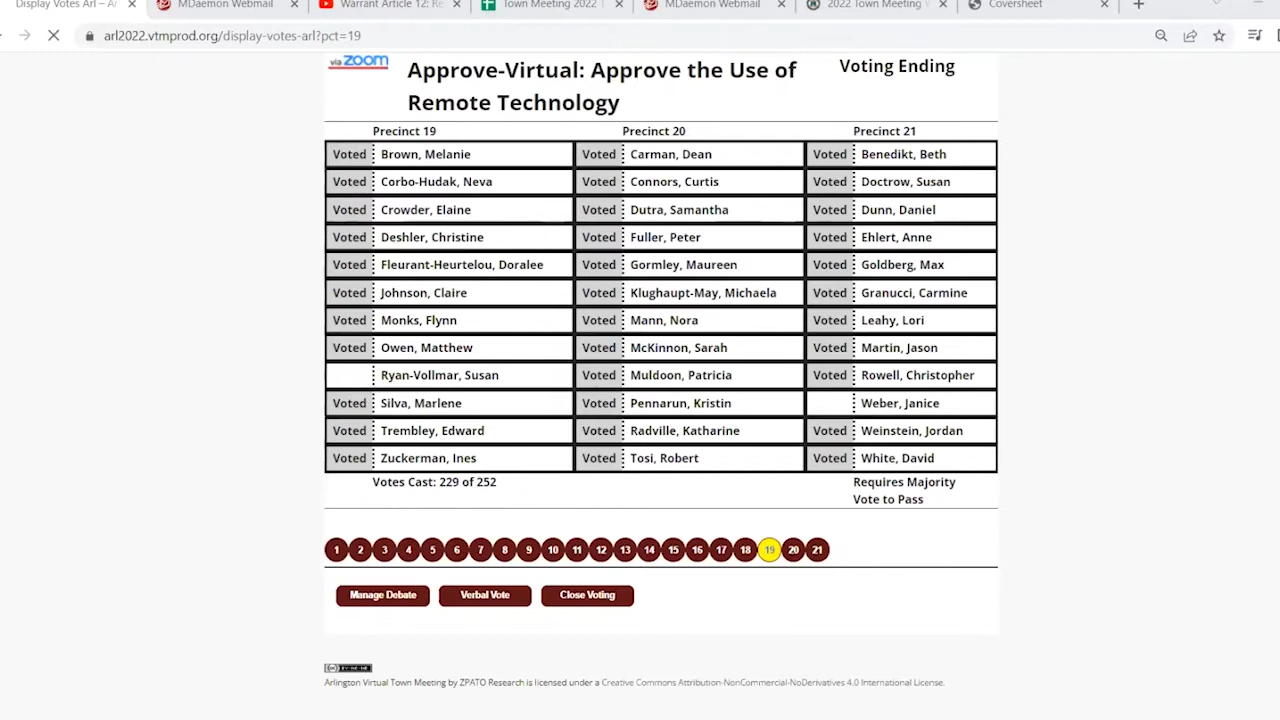 Display Votes Arl – Ar
MDaemon Webmail
Warrant Article 12: Re
Town Meeting 2022 T
MDaemon Webmail
2022 Town Meeting
Coversheet
arl2022.vtmprod.org/display-votes-arl?pct=19
via zoom
Approve-Virtual: Approve the Use of
Remote Technology
Voting Ending
Precinct 19 Precinct 20 Precinct 21
Voted Brown, Melanie Voted Carman, Dean Voted Benedikt, Beth
Voted Corbo-Hudak, Neva Voted Connors, Curtis Voted Doctrow, Susan
Voted Crowder, Elaine Voted Dutra, Samantha Voted Dunn, Daniel
Voted Deshler, Christine Voted Fuller, Peter Voted Ehlert, Anne
Voted Fleurant-Heurtelou, Doralee Voted Gormley, Maureen Voted Goldberg, Max
Voted Johnson, Claire Voted Klughaupt-May, Michaela Voted Granucci, Carmine
Voted Monks, Flynn Voted Mann, Nora Voted Leahy, Lori
Voted Owen, Matthew Voted McKinnon, Sarah Voted Martin, Jason
Ryan-Vollmar, Susan Voted Muldoon, Patricia Voted Rowell, Christopher
Voted Silva, Marlene Voted Pennarun, Kristin Weber, Janice
Voted Trembley, Edward Voted Radville, Katharine Voted Weinstein, Jordan
Voted Zuckerman, Ines Voted Tosi, Robert Voted White, David
Votes Cast: 229 of 252
Requires Majority
Vote to Pass
1 2 3 4 5 6 7 8 9 10 11 12 13 14 15 16 17 18 19 20 21
Manage Debate Verbal Vote Close Voting
Arlington Virtual Town Meeting by ZPATO Research is licensed under a Creative Commons Attribution-NonCommercial-NoDerivatives 4.0 International License.